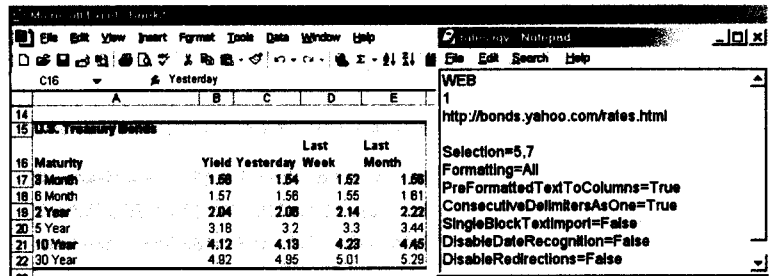 Microsoft Excel - Book2
File Edit View Insert Format Tools Data Window Help
C16 Yesterday
A B C D E
14
15 U.S. Treasury Bonds
Last Last
16 Maturity Yield Yesterday Week Month
17 3 Month 1.56 1.54 1.52 1.56
18 6 Month 1.57 1.56 1.55 1.61
19 2 Year 2.04 2.08 2.14 2.22
20 5 Year 3.18 3.2 3.3 3.44
21 10 Year 4.12 4.13 4.23 4.45
22 30 Year 4.92 4.95 5.01 5.29
Notepad
File Edit Search Help
WEB
1
http://bonds.yahoo.com/rates.html
Selection=5,7
Formatting=All
PreFormattedTextToColumns=True
ConsecutiveDelimitersAsOne=True
SingleBlockTextImport=False
DisableDateRecognition=False
DisableRedirections=False